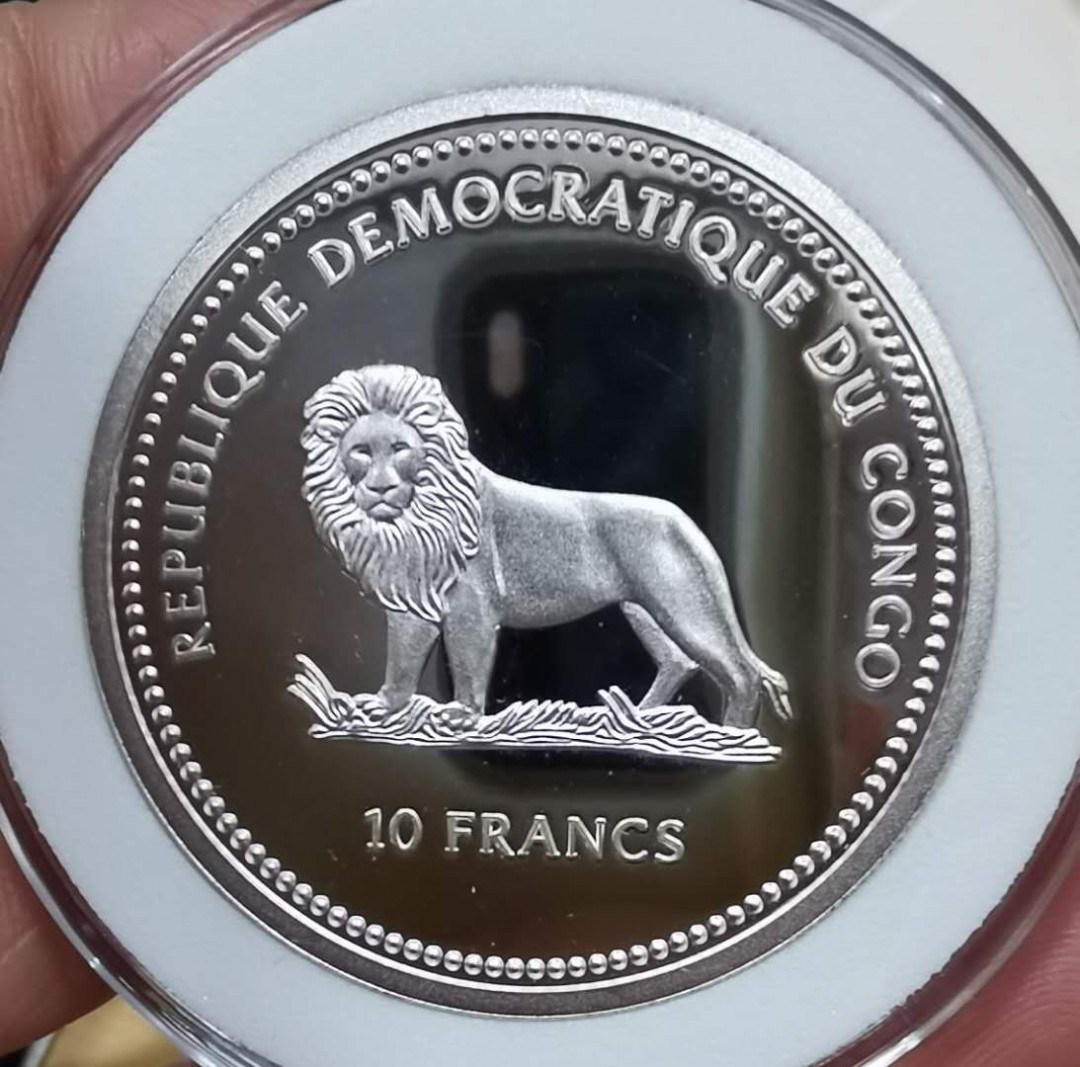 REPUBLIQUE DEMOCRATIQUE DU CONGO
10 FRANCS